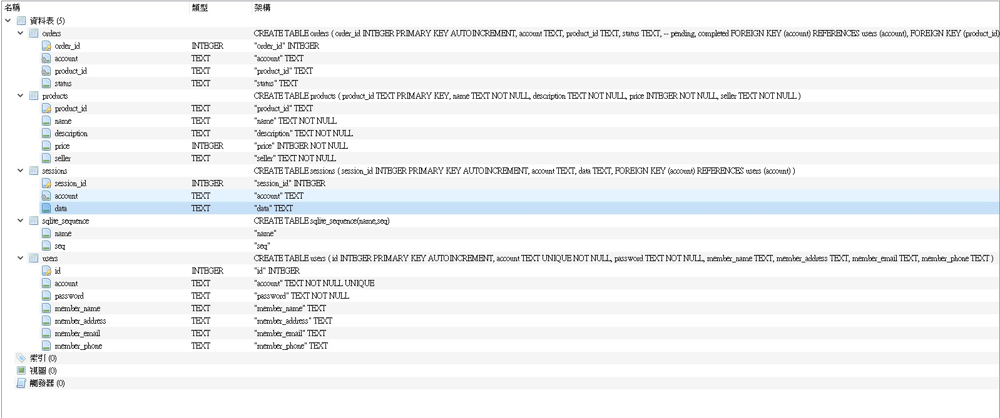 名稱 類型 架構
資料表 (5)
orders CREATE TABLE orders ( order_id INTEGER PRIMARY KEY AUTOINCREMENT, account TEXT, product_id TEXT, status TEXT, -- pending, completed FOREIGN KEY (account) REFERENCES users (account), FOREIGN KEY (product_id)
order_id INTEGER "order_id" INTEGER
account TEXT "account" TEXT
product_id TEXT "product_id" TEXT
status TEXT "status" TEXT
products CREATE TABLE products ( product_id TEXT PRIMARY KEY, name TEXT NOT NULL, description TEXT NOT NULL, price INTEGER NOT NULL, seller TEXT NOT NULL )
product_id TEXT "product_id" TEXT
name TEXT "name" TEXT NOT NULL
description TEXT "description" TEXT NOT NULL
price INTEGER "price" INTEGER NOT NULL
seller TEXT "seller" TEXT NOT NULL
sessions CREATE TABLE sessions ( session_id INTEGER PRIMARY KEY AUTOINCREMENT, account TEXT, data TEXT, FOREIGN KEY (account) REFERENCES users (account) )
session_id INTEGER "session_id" INTEGER
account TEXT "account" TEXT
data TEXT "data" TEXT
sqlite_sequence CREATE TABLE sqlite_sequence(name,seq)
name "name"
seq "seq"
users CREATE TABLE users ( id INTEGER PRIMARY KEY AUTOINCREMENT, account TEXT UNIQUE NOT NULL, password TEXT NOT NULL, member_name TEXT, member_address TEXT, member_email TEXT, member_phone TEXT )
id INTEGER "id" INTEGER
account TEXT "account" TEXT NOT NULL UNIQUE
password TEXT "password" TEXT NOT NULL
member_name TEXT "member_name" TEXT
member_address TEXT "member_address" TEXT
member_email TEXT "member_email" TEXT
member_phone TEXT "member_phone" TEXT
索引 (0)
視圖 (0)
觸發器 (0)